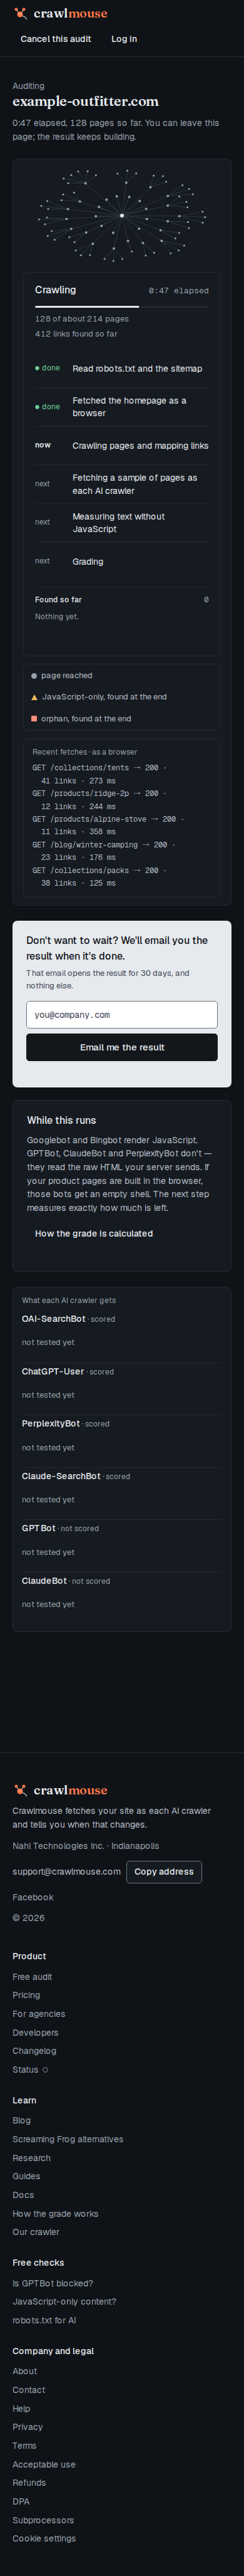 crawlmouse
Cancel this audit Log in
Auditing
example-outfitter.com
0:47 elapsed, 128 pages so far. You can leave this
page; the result keeps building.
Crawling 0:47 elapsed
128 of about 214 pages
412 links found so far
done Read robots.txt and the sitemap
done Fetched the homepage as a
browser
now Crawling pages and mapping links
next Fetching a sample of pages as
each AI crawler
next Measuring text without
JavaScript
next Grading
Found so far 0
Nothing yet.
page reached
JavaScript-only, found at the end
orphan, found at the end
Recent fetches · as a browser
GET /collections/tents → 200 ·
41 links · 273 ms
GET /products/ridge-2p → 200 ·
12 links · 244 ms
GET /products/alpine-stove → 200 ·
11 links · 358 ms
GET /blog/winter-camping → 200 ·
23 links · 176 ms
GET /collections/packs → 200 ·
38 links · 125 ms
Don't want to wait? We'll email you the
result when it's done.
That email opens the result for 30 days, and
nothing else.
you@company.com
Email me the result
While this runs
Googlebot and Bingbot render JavaScript.
GPTBot, ClaudeBot and PerplexityBot don't —
they read the raw HTML your server sends. If
your product pages are built in the browser,
those bots get an empty shell. The next step
measures exactly how much is left.
How the grade is calculated
What each AI crawler gets
OAI-SearchBot · scored
not tested yet
ChatGPT-User · scored
not tested yet
PerplexityBot · scored
not tested yet
Claude-SearchBot · scored
not tested yet
GPTBot · not scored
not tested yet
ClaudeBot · not scored
not tested yet
crawlmouse
Crawlmouse fetches your site as each AI crawler
and tells you when that changes.
Nahl Technologies Inc. · Indianapolis
support@crawlmouse.com Copy address
Facebook
© 2026
Product
Free audit
Pricing
For agencies
Developers
Changelog
Status
Learn
Blog
Screaming Frog alternatives
Research
Guides
Docs
How the grade works
Our crawler
Free checks
Is GPTBot blocked?
JavaScript-only content?
robots.txt for AI
Company and legal
About
Contact
Help
Privacy
Terms
Acceptable use
Refunds
DPA
Subprocessors
Cookie settings